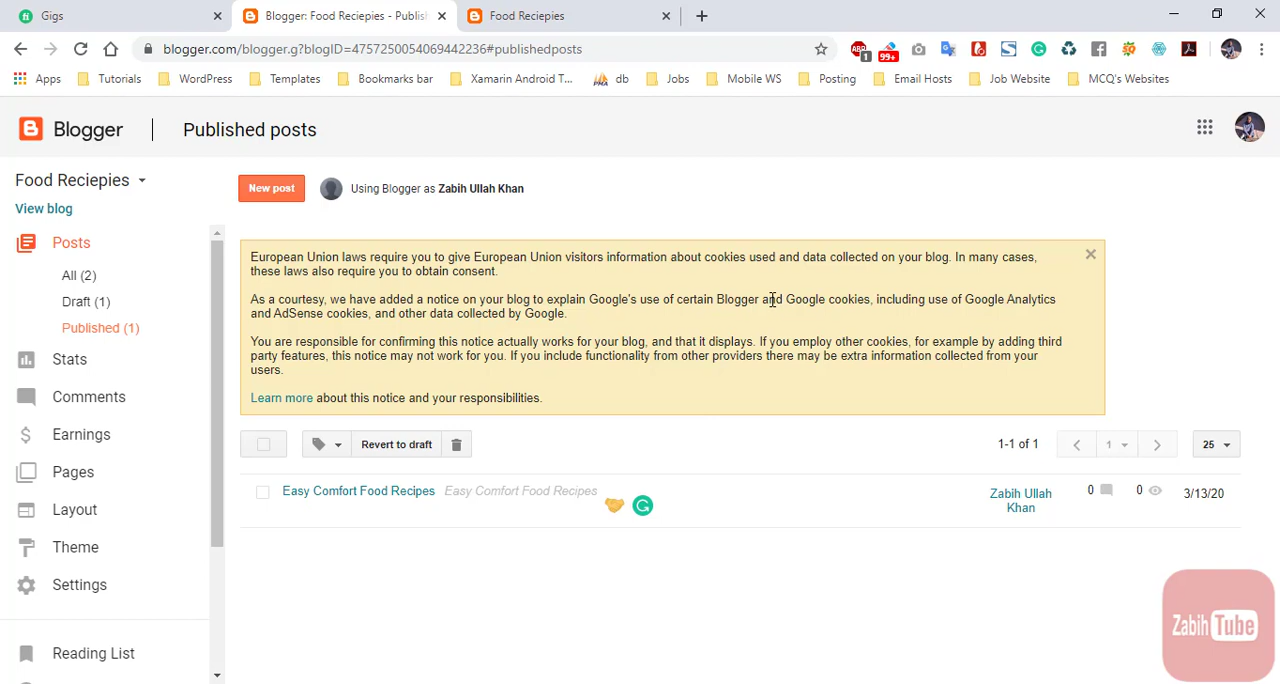 Gigs
Blogger: Food Reciepies - Publis
Food Reciepies
blogger.com/blogger.g?blogID=4757250054069442236#publishedposts
ABP
1
99+
Apps
Tutorials
WordPress
Templates
Bookmarks bar
Xamarin Android T...
PMA
db
Jobs
Mobile WS
Posting
Email Hosts
Job Website
MCQ's Websites
Blogger
Published posts
Food Reciepies
View blog
New post
Using Blogger as Zabih Ullah Khan
Posts
All (2)
Draft (1)
Published (1)
Stats
Comments
Earnings
Pages
Layout
Theme
Settings
Reading List
European Union laws require you to give European Union visitors information about cookies used and data collected on your blog. In many cases,
these laws also require you to obtain consent.
As a courtesy, we have added a notice on your blog to explain Google's use of certain Blogger and Google cookies, including use of Google Analytics
and AdSense cookies, and other data collected by Google.
You are responsible for confirming this notice actually works for your blog, and that it displays. If you employ other cookies, for example by adding third
party features, this notice may not work for you. If you include functionality from other providers there may be extra information collected from your
users.
Learn more about this notice and your responsibilities.
Revert to draft
1-1 of 1
1
25
Easy Comfort Food Recipes Easy Comfort Food Recipes
Zabih Ullah
Khan
0
0
3/13/20
Zabih Tube